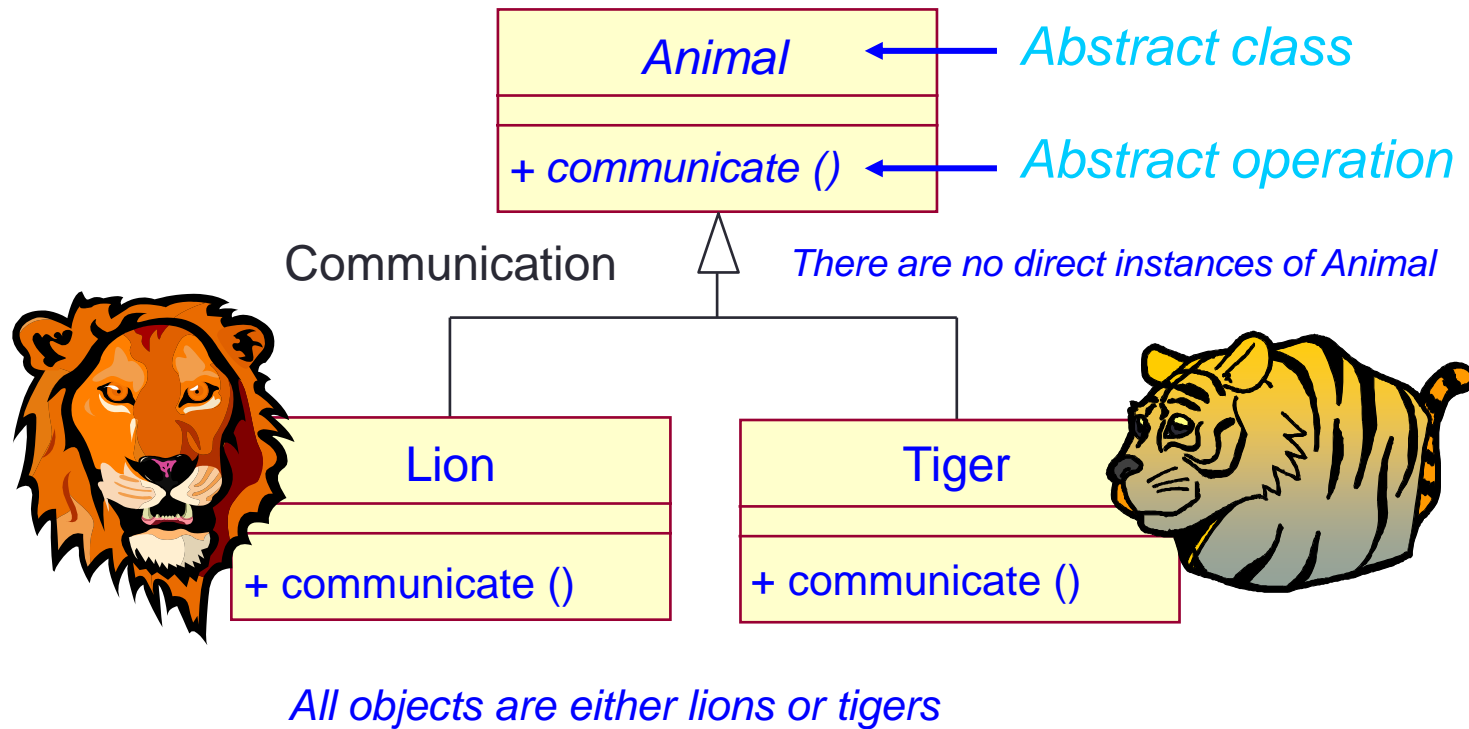 Animal
Abstract class
+ communicate ()
Abstract operation
Communication
There are no direct instances of Animal
Lion
Tiger
+ communicate ()
+ communicate ()
All objects are either lions or tigers